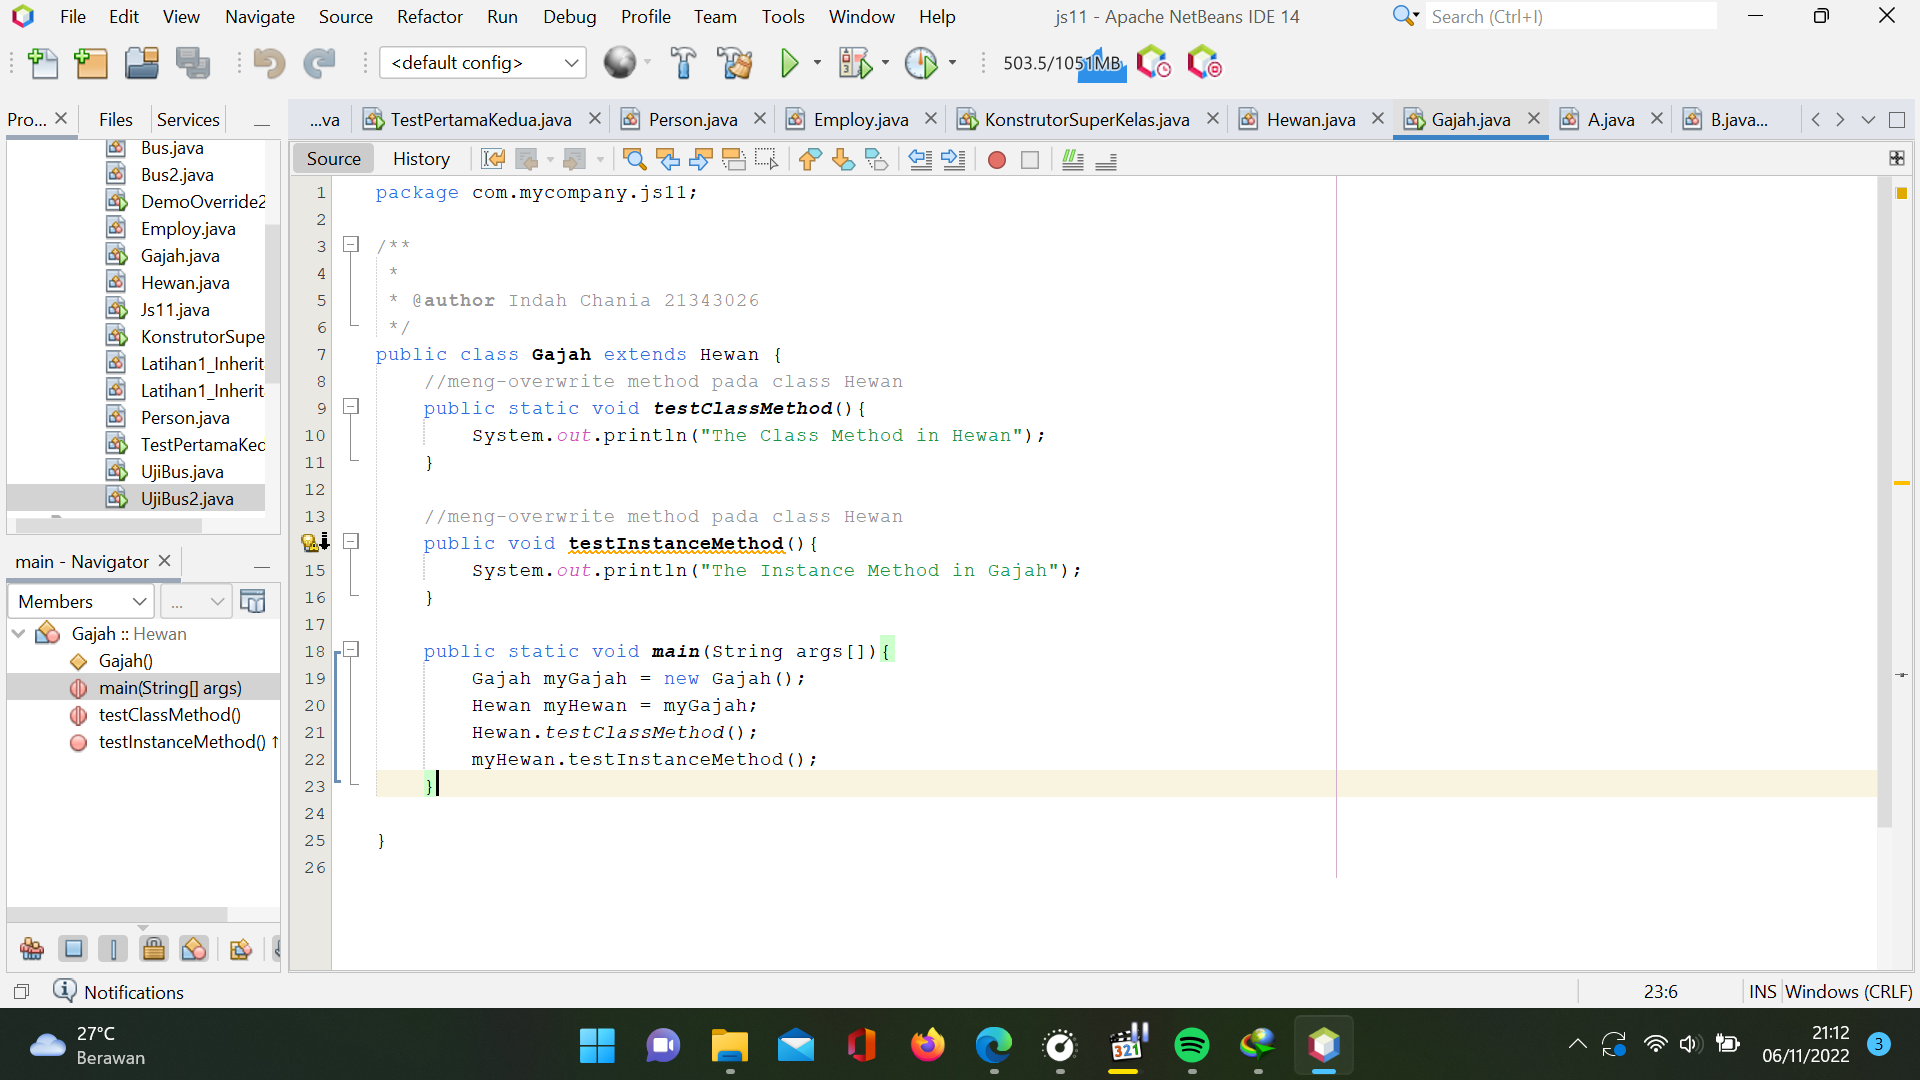 File Edit View Navigate Source Refactor Run Debug Profile Team Tools Window Help
js11 - Apache NetBeans IDE 14
Search (Ctrl+I)
<default config>
503.5/1051MB
Pro... Files Services
...va TestPertamaKedua.java Person.java Employ.java KonstrutorSuperKelas.java Hewan.java Gajah.java A.java B.java...
Source History
Bus.java
Bus2.java
DemoOverride2
Employ.java
Gajah.java
Hewan.java
Js11.java
KonstrutorSupe
Latihan1_Inherit
Latihan1_Inherit
Person.java
TestPertamaKed
UjiBus.java
UjiBus2.java
main - Navigator
Members ...
Gajah :: Hewan
Gajah()
main(String[] args)
testClassMethod()
testInstanceMethod() ↑
1 package com.mycompany.js11;
2
3 /**
4 *
5 * @author Indah Chania 21343026
6 */
7 public class Gajah extends Hewan {
8 //meng-overwrite method pada class Hewan
9 public static void testClassMethod(){
10 System.out.println("The Class Method in Hewan");
11 }
12
13 //meng-overwrite method pada class Hewan
public void testInstanceMethod(){
15 System.out.println("The Instance Method in Gajah");
16 }
17
18 public static void main(String args[]){
19 Gajah myGajah = new Gajah();
20 Hewan myHewan = myGajah;
21 Hewan.testClassMethod();
22 myHewan.testInstanceMethod();
23 }
24
25 }
26
Notifications
23:6 INS Windows (CRLF)
27°C
Berawan
321
21:12
06/11/2022
3